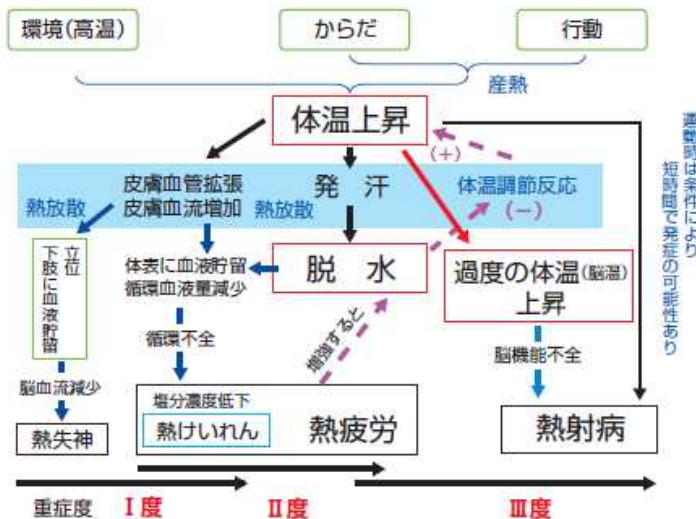 環境(高温)
からだ
行動
産熱
体温上昇
(+)
皮膚血管拡張
皮膚血流増加
熱放散
熱放散
発 汗
体温調節反応
(−)
立位
下肢に血液貯留
体表に血液貯留
循環血液量減少
脱 水
過度の体温(脳温)
上昇
運動時は条件により
短時間で発症の可能性あり
循環不全
増強すると
脳機能不全
脳血流減少
塩分濃度低下
熱けいれん
熱疲労
熱失神
熱射病
重症度
Ⅰ度
Ⅱ度
Ⅲ度